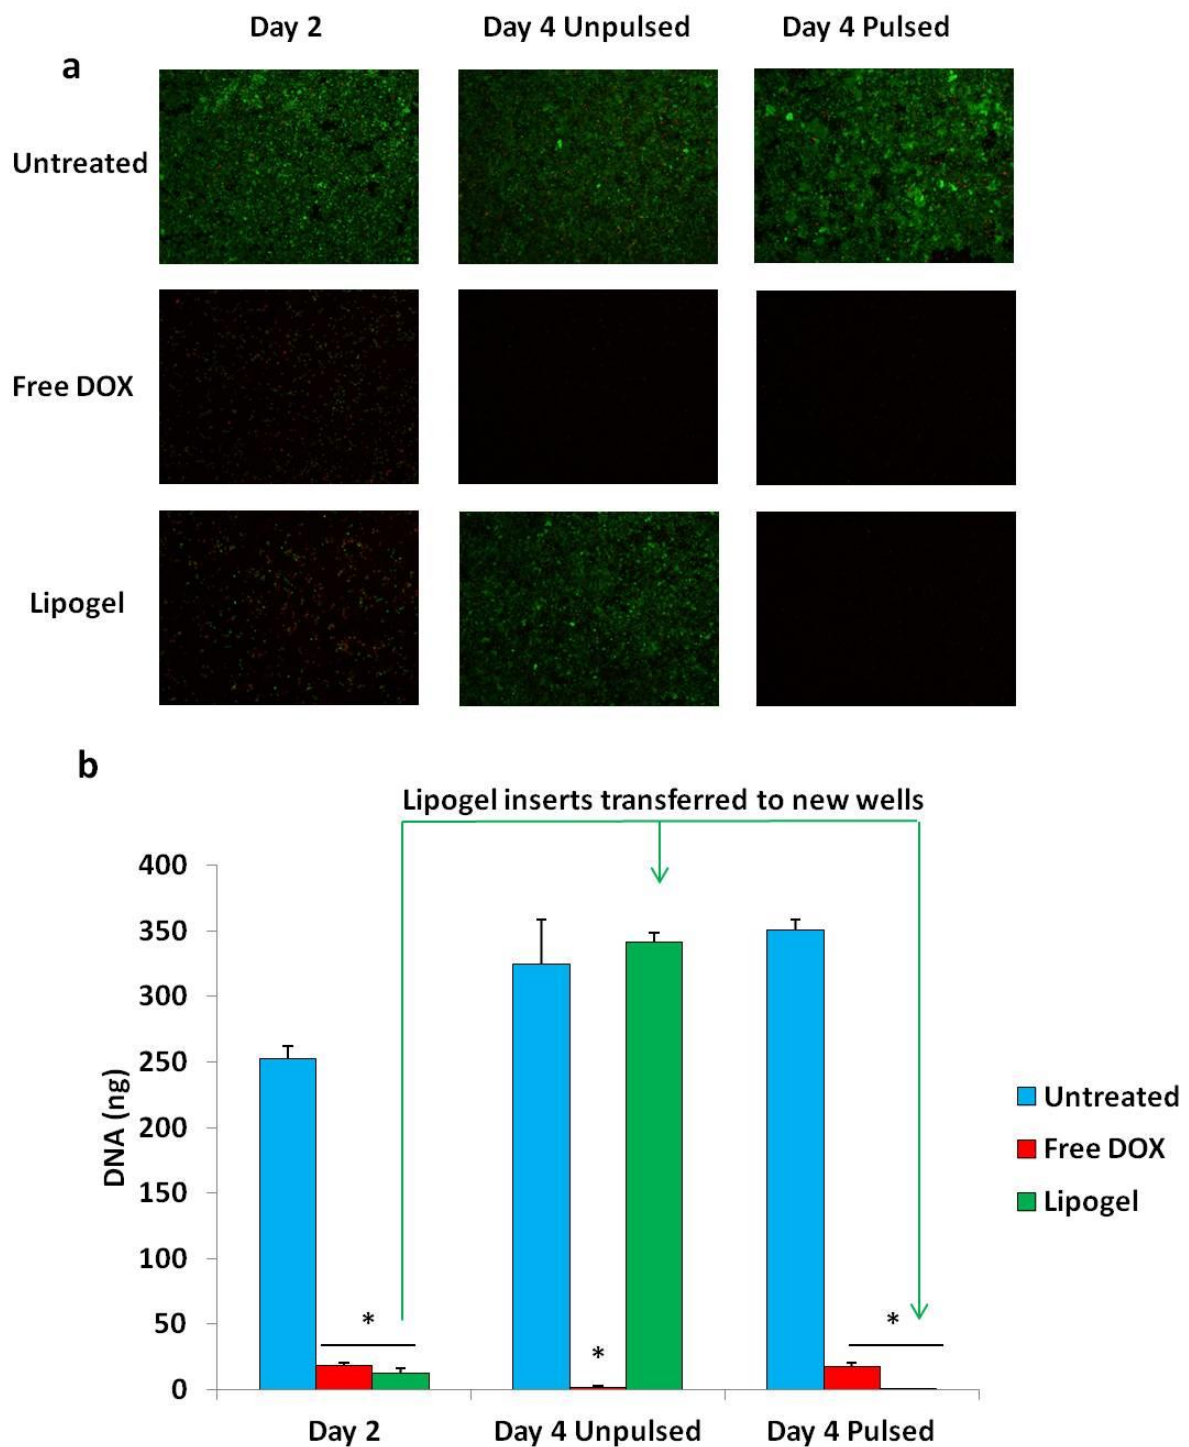 Day 2 Day 4 Unpulsed Day 4 Pulsed
a
Untreated
Free DOX
Lipogel
b
Lipogel inserts transferred to new wells
400
350
300
250
200
150
100
50
0
DNA (ng)
*
*
*
Untreated
Free DOX
Lipogel
Day 2 Day 4 Unpulsed Day 4 Pulsed